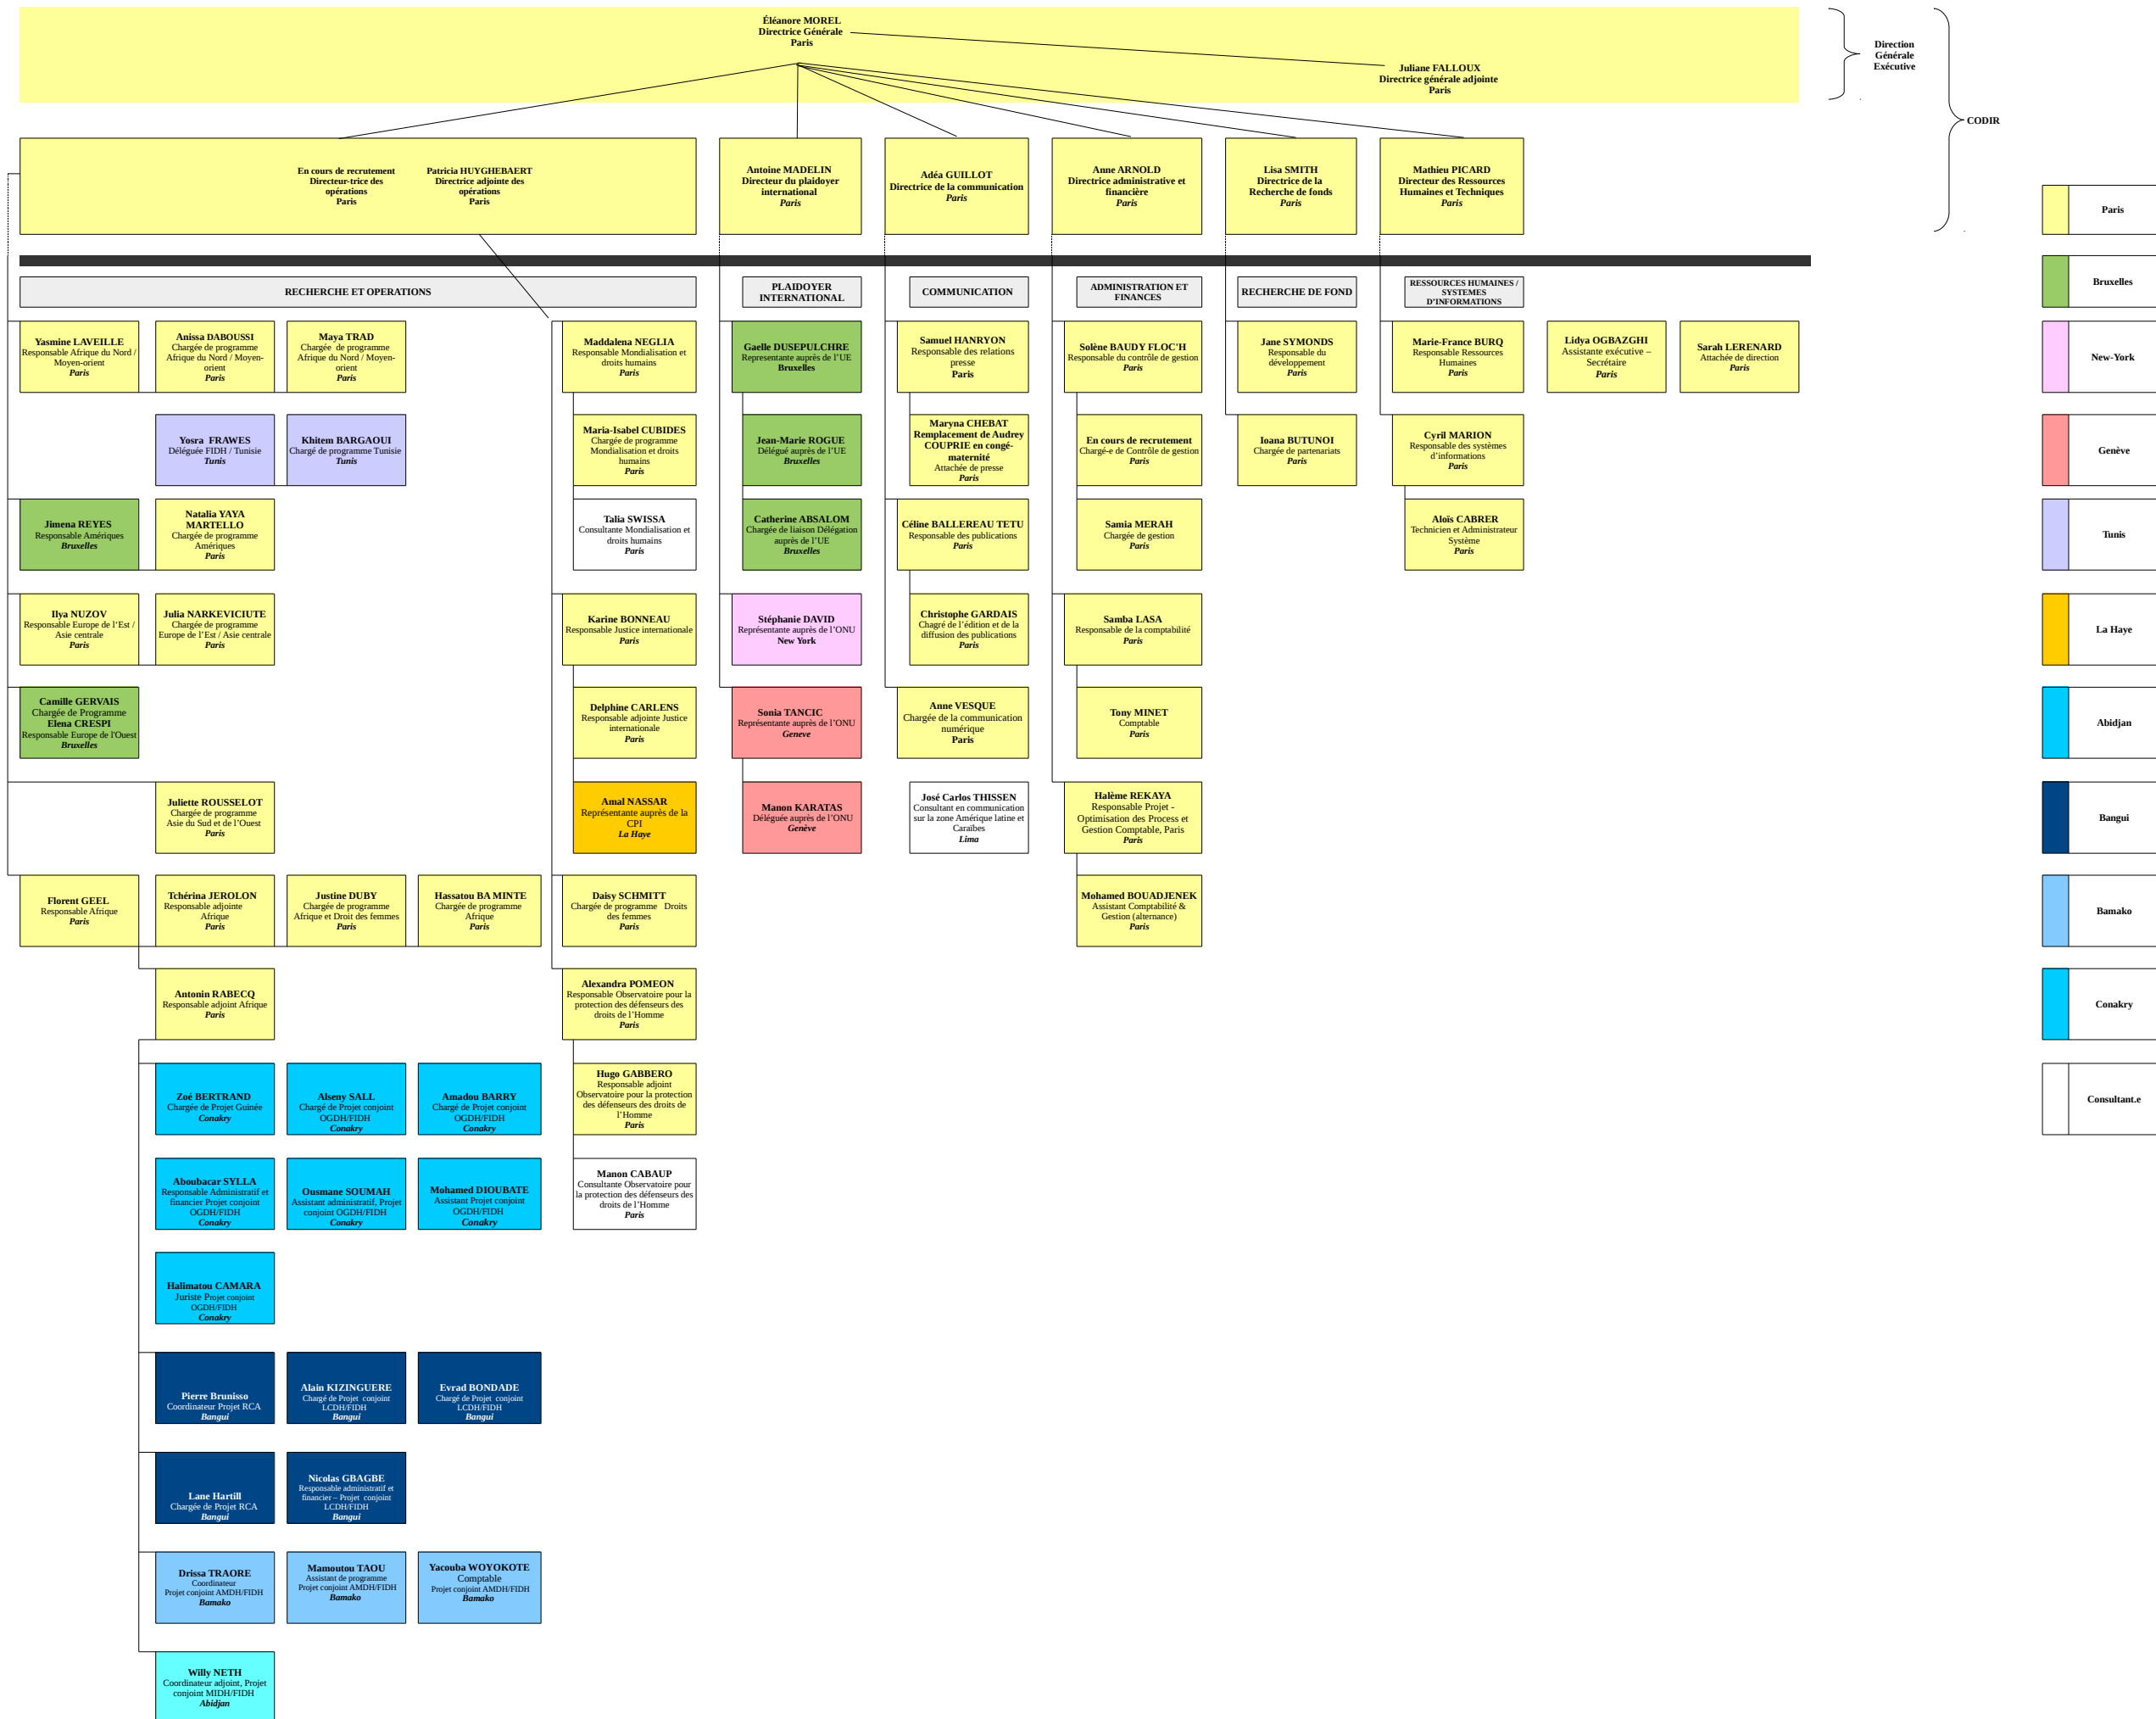 Éléanore MOREL
Directrice Générale
Paris
Juliane FALLOUX
Directrice générale adjointe
Paris
Direction
Générale
Exécutive
CODIR
En cours de recrutement
Directeur-trice des
opérations
Paris
Patricia HUYGHEBAERT
Directrice adjointe des
opérations
Paris
Antoine MADELIN
Directeur du plaidoyer
international
Paris
Adéa GUILLOT
Directrice de la communication
Paris
Anne ARNOLD
Directrice administrative et
financière
Paris
Lisa SMITH
Directrice de la
Recherche de fonds
Paris
Mathieu PICARD
Directeur des Ressources
Humaines et Techniques
Paris
Paris
Bruxelles
RECHERCHE ET OPERATIONS
PLAIDOYER
INTERNATIONAL
COMMUNICATION
ADMINISTRATION ET
FINANCES
RECHERCHE DE FOND
RESSOURCES HUMAINES /
SYSTEMES
D'INFORMATIONS
Yasmine LAVEILLE
Responsable Afrique du Nord /
Moyen-orient
Paris
Anissa DABOUSSI
Chargée de programme
Afrique du Nord / Moyen-
orient
Paris
Maya TRAD
Chargée de programme
Afrique du Nord / Moyen-
orient
Paris
Maddalena NEGLIA
Responsable Mondialisation et
droits humains
Paris
Gaelle DUSEPULCHRE
Representante auprès de l'UE
Bruxelles
Samuel HANRYON
Responsable des relations
presse
Paris
Solène BAUDY FLOC'H
Responsable du contrôle de gestion
Paris
Jane SYMONDS
Responsable du
développement
Paris
Marie-France BURQ
Responsable Ressources
Humaines
Paris
Lidya OGBAZGHI
Assistante exécutive –
Secrétaire
Paris
Sarah LERENARD
Attachée de direction
Paris
New-York
Yosra FRAWES
Déléguée FIDH / Tunisie
Tunis
Khitem BARGAOUI
Chargé de programme Tunisie
Tunis
Maria-Isabel CUBIDES
Chargée de programme
Mondialisation et droits
humains
Paris
Jean-Marie ROGUE
Délégué auprès de l'UE
Bruxelles
Maryna CHEBAT
Remplacement de Audrey
COUPRIE en congé-
maternité
Attachée de presse
Paris
En cours de recrutement
Chargé-e de Contrôle de gestion
Paris
Ioana BUTUNOI
Chargée de partenariats
Paris
Cyril MARION
Responsable des systèmes
d'informations
Paris
Genève
Jimena REYES
Responsable Amériques
Bruxelles
Natalia YAYA
MARTELLO
Chargée de programme
Amériques
Paris
Talia SWISSA
Consultante Mondialisation et
droits humains
Paris
Catherine ABSALOM
Chargée de liaison Délégation
auprès de l'UE
Bruxelles
Céline BALLEREAU TETU
Responsable des publications
Paris
Samia MERAH
Chargée de gestion
Paris
Aloïs CABRER
Technicien et Administrateur
Système
Paris
Tunis
Ilya NUZOV
Responsable Europe de l'Est /
Asie centrale
Paris
Julia NARKEVICIUTE
Chargée de programme
Europe de l'Est / Asie centrale
Paris
Karine BONNEAU
Responsable Justice internationale
Paris
Stéphanie DAVID
Représentante auprès de l'ONU
New York
Christophe GARDAIS
Chagré de l'édition et de la
diffusion des publications
Paris
Samba LASA
Responsable de la comptabilité
Paris
La Haye
Camille GERVAIS
Chargée de Programme
Elena CRESPI
Responsable Europe de l'Ouest
Bruxelles
Delphine CARLENS
Responsable adjointe Justice
internationale
Paris
Sonia TANCIC
Représentante auprès de l'ONU
Geneve
Anne VESQUE
Chargée de la communication
numérique
Paris
Tony MINET
Comptable
Paris
Abidjan
Juliette ROUSSELOT
Chargée de programme
Asie du Sud et de l'Ouest
Paris
Amal NASSAR
Représentante auprès de la
CPI
La Haye
Manon KARATAS
Déléguée auprès de l'ONU
Genève
José Carlos THISSEN
Consultant en communication
sur la zone Amérique latine et
Caraïbes
Lima
Halème REKAYA
Responsable Projet -
Optimisation des Process et
Gestion Comptable, Paris
Paris
Bangui
Florent GEEL
Responsable Afrique
Paris
Tchérina JEROLON
Responsable adjointe
Afrique
Paris
Justine DUBY
Chargée de programme
Afrique et Droit des femmes
Paris
Hassatou BA MINTE
Chargée de programme
Afrique
Paris
Daisy SCHMITT
Chargée de programme Droits
des femmes
Paris
Mohamed BOUADJENEK
Assistant Comptabilité &
Gestion (alternance)
Paris
Bamako
Antonin RABECQ
Responsable adjoint Afrique
Paris
Alexandra POMEON
Responsable Observatoire pour la
protection des défenseurs des
droits de l'Homme
Paris
Conakry
Zoé BERTRAND
Chargée de Projet Guinée
Conakry
Alseny SALL
Chargé de Projet conjoint
OGDH/FIDH
Conakry
Amadou BARRY
Chargé de Projet conjoint
OGDH/FIDH
Conakry
Hugo GABBERO
Responsable adjoint
Observatoire pour la protection
des défenseurs des droits de
l'Homme
Paris
Consultant.e
Aboubacar SYLLA
Responsable Administratif et
financier Projet conjoint
OGDH/FIDH
Conakry
Ousmane SOUMAH
Assistant administratif, Projet
conjoint OGDH/FIDH
Conakry
Mohamed DIOUBATE
Assistant Projet conjoint
OGDH/FIDH
Conakry
Manon CABAUP
Consultante Observatoire pour
la protection des défenseurs des
droits de l'Homme
Paris
Halimatou CAMARA
Juriste Projet conjoint
OGDH/FIDH
Conakry
Pierre Brunisso
Coordinateur Projet RCA
Bangui
Alain KIZINGUERE
Chargé de Projet conjoint
LCDH/FIDH
Bangui
Evrad BONDADE
Chargé de Projet conjoint
LCDH/FIDH
Bangui
Lane Hartill
Chargée de Projet RCA
Bangui
Nicolas GBAGBE
Responsable administratif et
financier – Projet conjoint
LCDH/FIDH
Bangui
Drissa TRAORE
Coordinateur
Projet conjoint AMDH/FIDH
Bamako
Mamoutou TAOU
Assistant de programme
Projet conjoint AMDH/FIDH
Bamako
Yacouba WOYOKOTE
Comptable
Projet conjoint AMDH/FIDH
Bamako
Willy NETH
Coordinateur adjoint, Projet
conjoint MIDH/FIDH
Abidjan